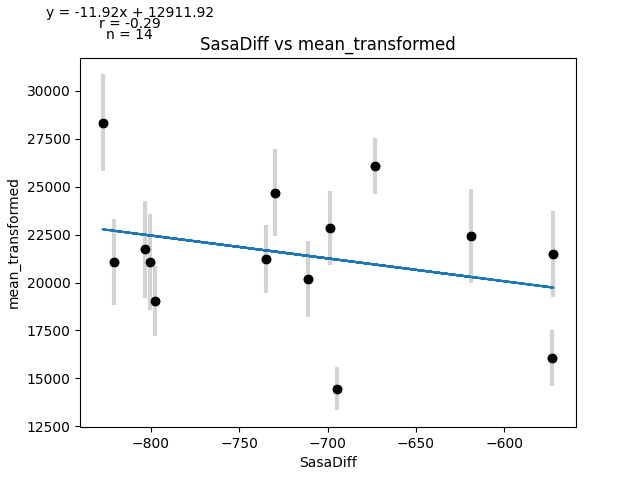 y = -11.92x + 12911.92
r = -0.29
n = 14
SasaDiff vs mean_transformed
30000
27500
25000
22500
20000
17500
15000
12500
mean_transformed
−800
−750
−700
−650
−600
SasaDiff